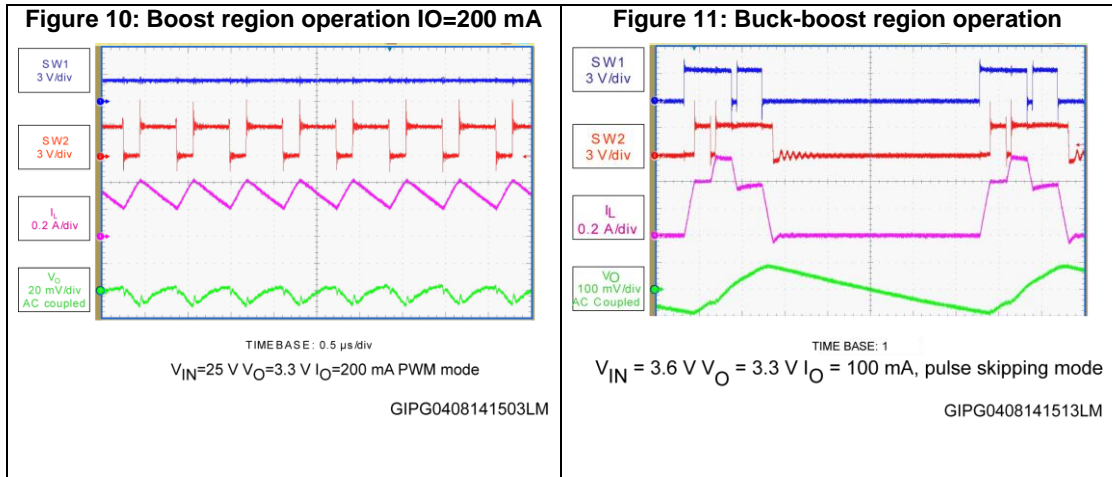 Figure 10: Boost region operation IO=200 mA
SW1
3 V/div
SW2
3 V/div
IL
0.2 A/div
VO
20 mV/div
AC coupled
TIMEBASE: 0.5 µs/div
VIN=25 V VO=3.3 V IO=200 mA PWM mode
GIPG0408141503LM
Figure 11: Buck-boost region operation
SW1
3 V/div
SW2
3 V/div
IL
0.2 A/div
VO
100 mV/div
AC Coupled
TIME BASE: 1
VIN = 3.6 V VO = 3.3 V IO = 100 mA, pulse skipping mode
GIPG0408141513LM